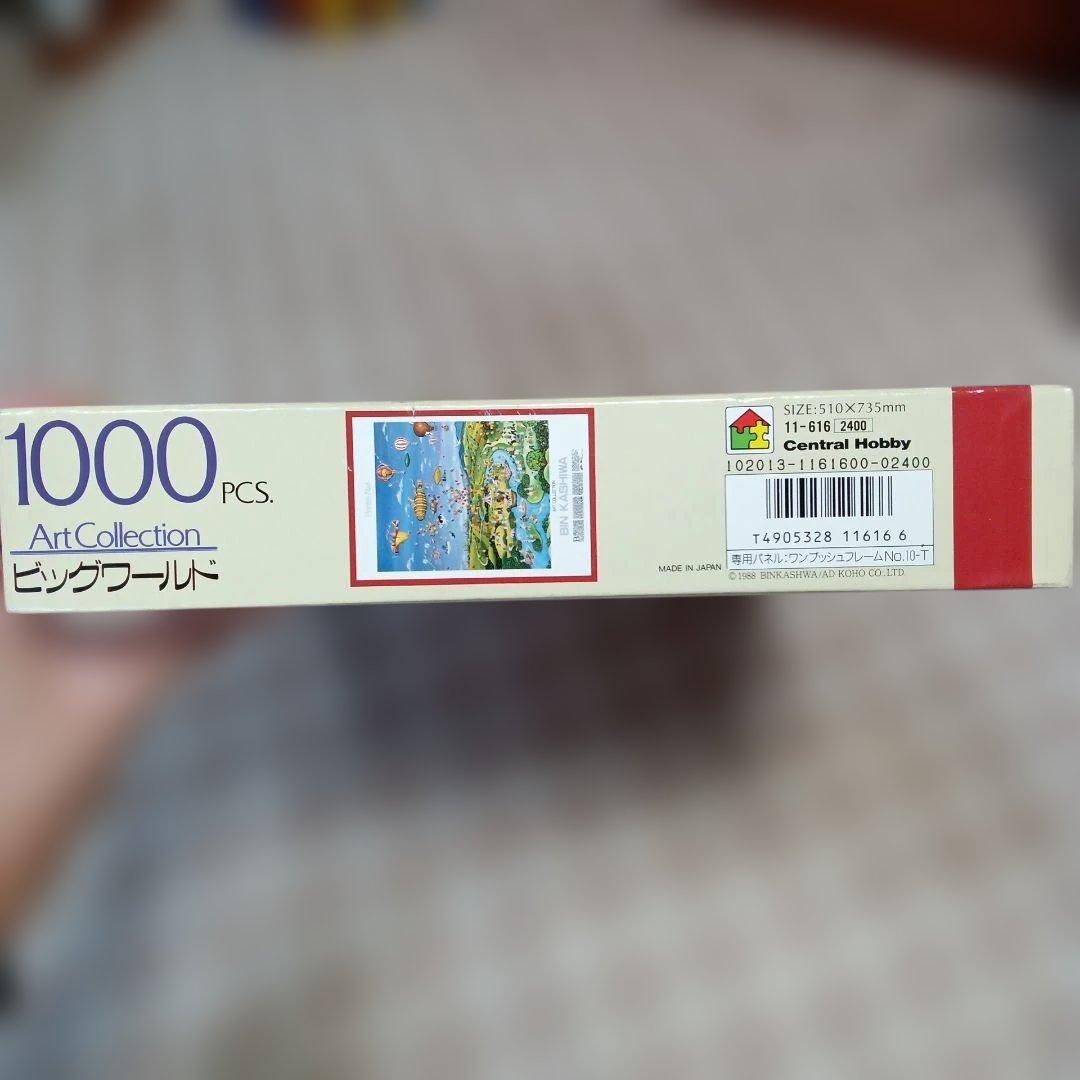 1000 PCS.
Art Collection
ビッグワールド
BIN KASHIWA
ART COLLECTION
MADE IN JAPAN
SIZE:510×735mm
11-616 2400
Central Hobby
102013-1161600-02400
T4905328 11616 6
専用パネル:ワンプッシュフレームNo.10-T
©1988 BINKASHWA/AD KOHO CO.,LTD.